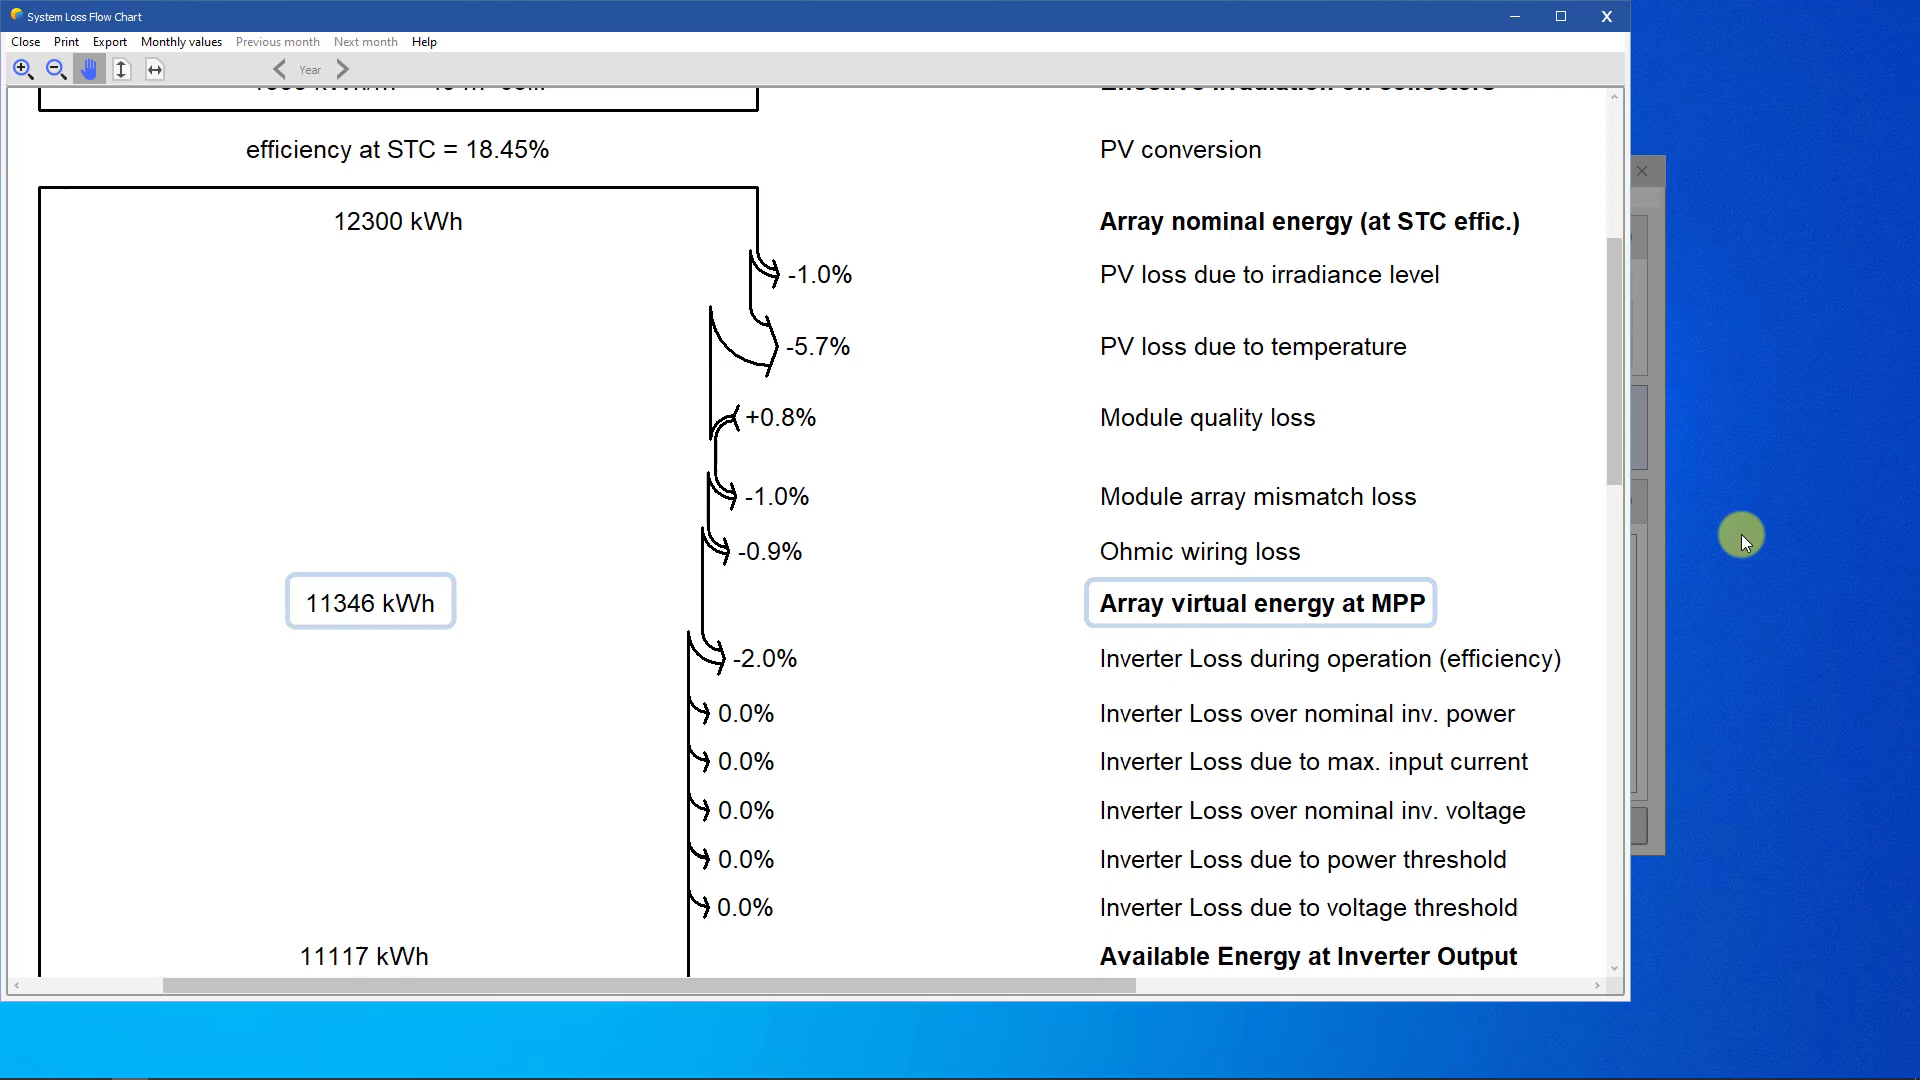 System Loss Flow Chart
Close Print Export Monthly values Previous month Next month Help
Year
efficiency at STC = 18.45% PV conversion
12300 kWh Array nominal energy (at STC effic.)
-1.0% PV loss due to irradiance level
-5.7% PV loss due to temperature
+0.8% Module quality loss
-1.0% Module array mismatch loss
-0.9% Ohmic wiring loss
11346 kWh Array virtual energy at MPP
-2.0% Inverter Loss during operation (efficiency)
0.0% Inverter Loss over nominal inv. power
0.0% Inverter Loss due to max. input current
0.0% Inverter Loss over nominal inv. voltage
0.0% Inverter Loss due to power threshold
0.0% Inverter Loss due to voltage threshold
11117 kWh Available Energy at Inverter Output